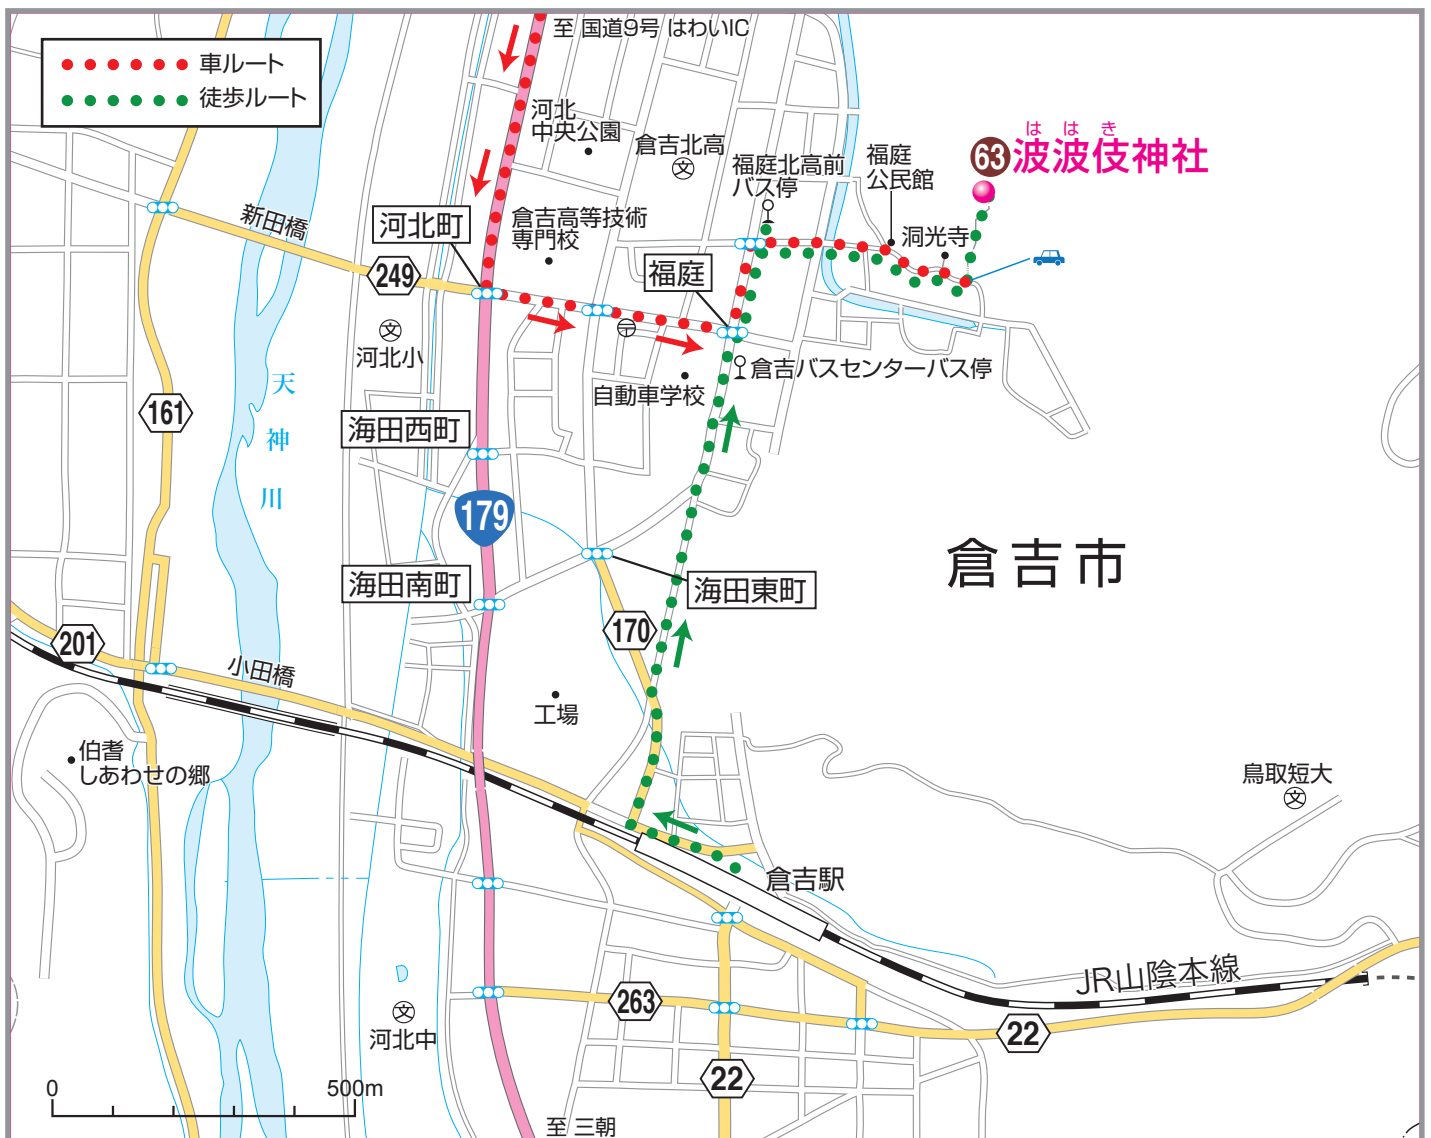 至 国道9号 はわいIC
車ルート
徒歩ルート
河北
中央公園
倉吉北高
文
福庭北高前
バス停
福庭
公民館
は は き
63 波波伎神社
新田橋
河北町
倉吉高等技術
専門校
洞光寺
249
福庭
文
河北小
倉吉バスセンターバス停
自動車学校
161
天神川
海田西町
179
倉吉市
海田南町
海田東町
201
170
小田橋
工場
伯耆
しあわせの郷
鳥取短大
文
倉吉駅
JR山陰本線
263
文
河北中
22
22
0 500m
至 三朝